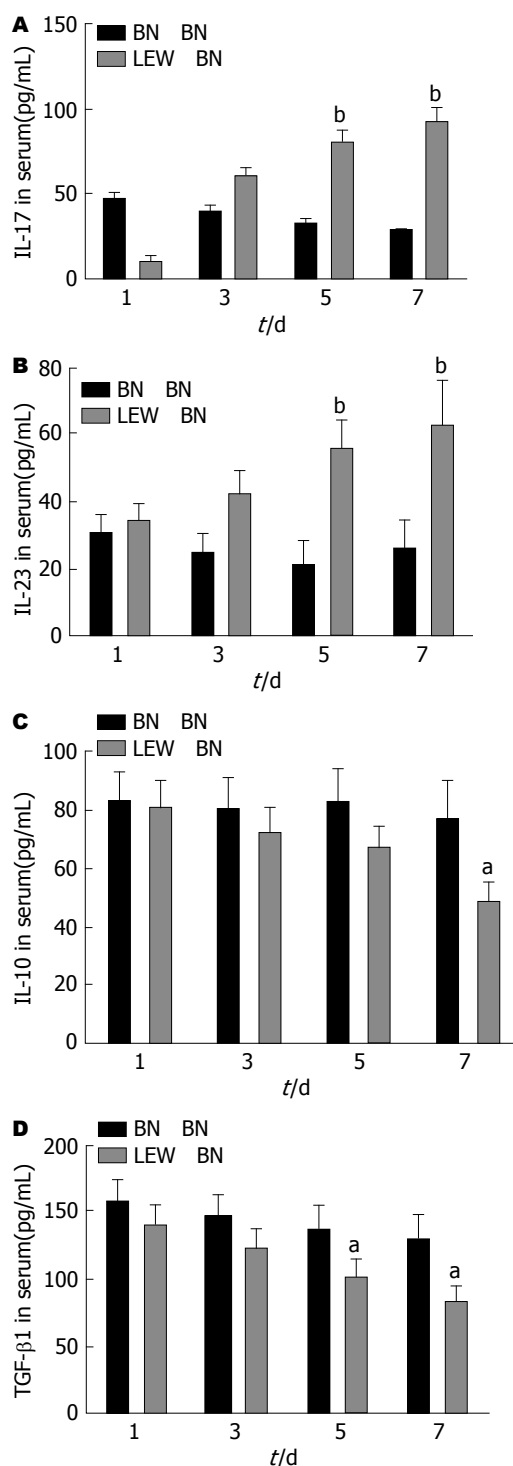 A
BN BN
LEW BN
IL-17 in serum(pg/mL)
150
100
50
0
b
b
1 3 5 7
t/d
B
BN BN
LEW BN
IL-23 in serum(pg/mL)
80
60
40
20
0
b
b
1 3 5 7
t/d
C
BN BN
LEW BN
IL-10 in serum(pg/mL)
100
80
60
40
20
0
a
1 3 5 7
t/d
D
BN BN
LEW BN
TGF-β1 in serum(pg/mL)
200
150
100
50
0
a
a
1 3 5 7
t/d